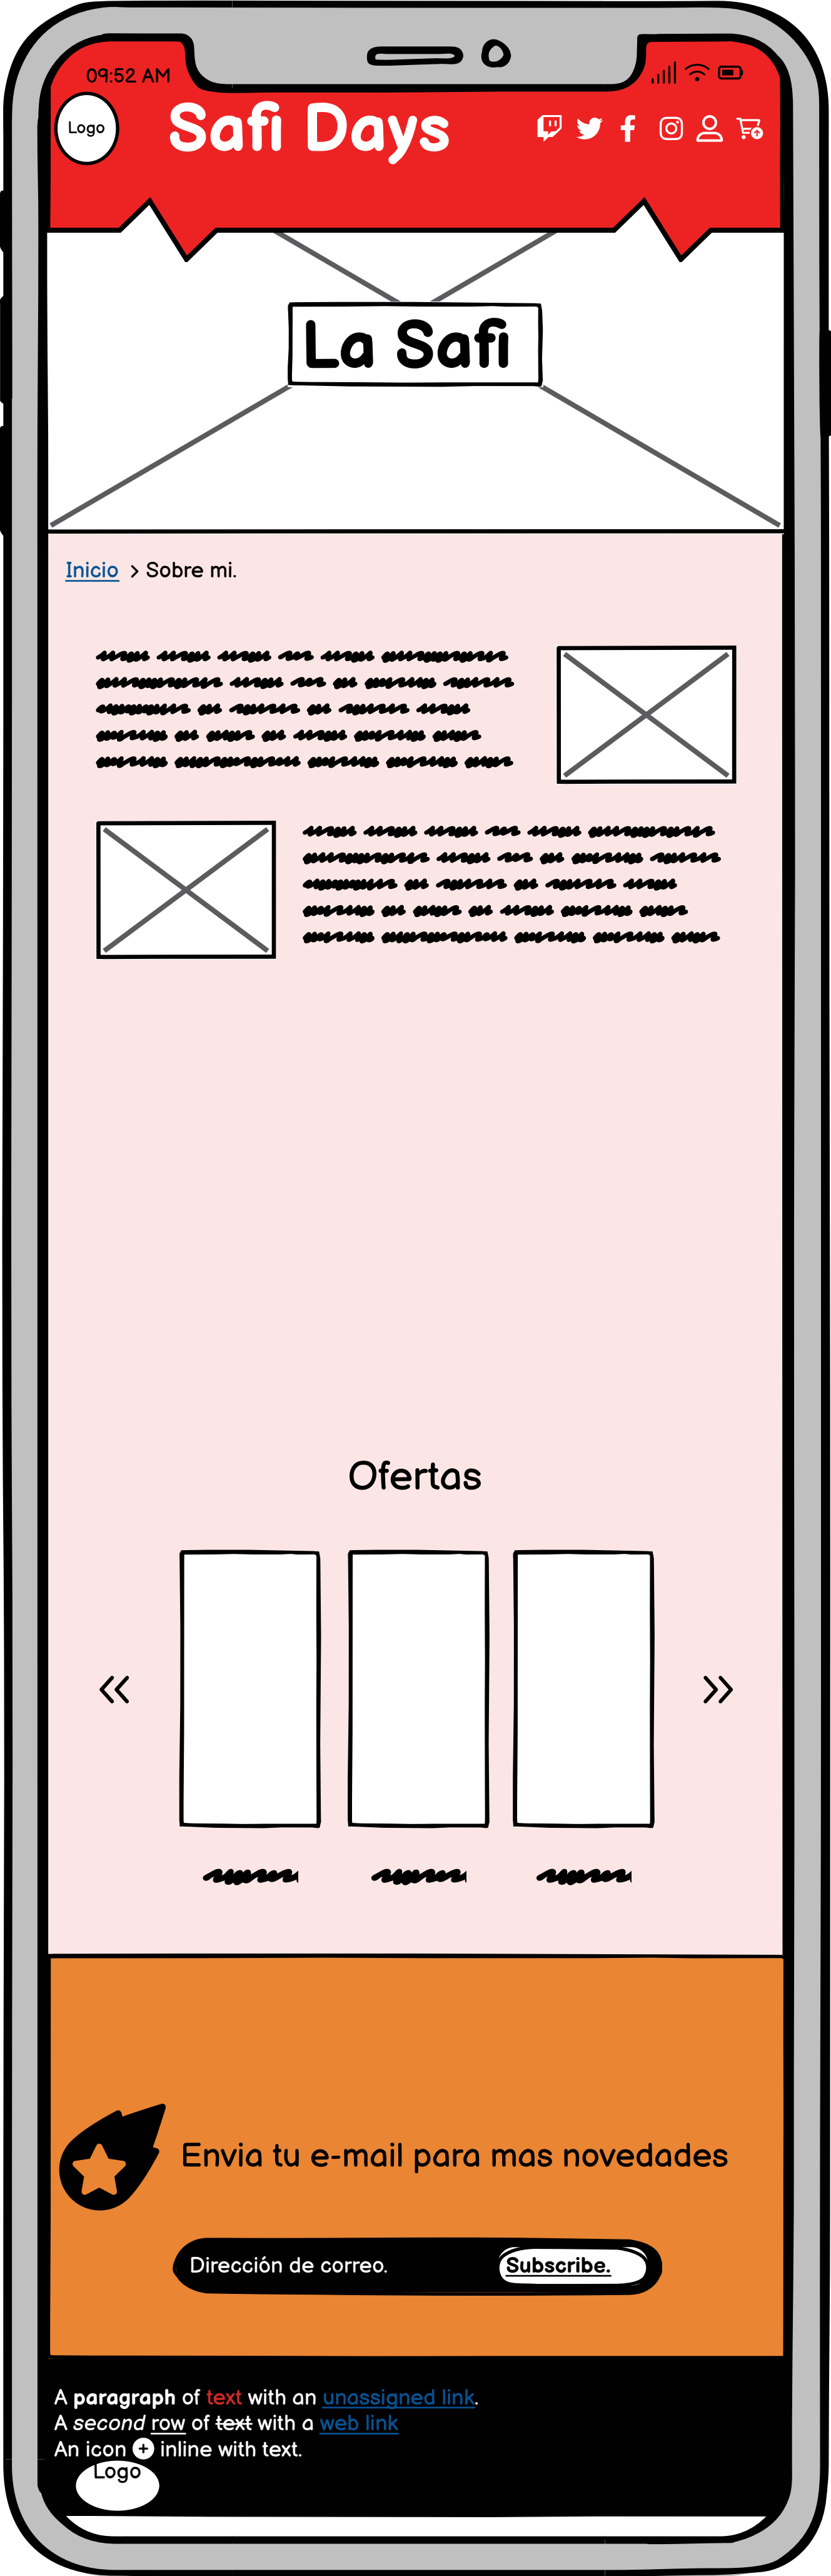 09:52 AM
Logo
Safi Days
La Safi
Inicio > Sobre mi.
Ofertas
Envia tu e-mail para mas novedades
Dirección de correo.
Subscribe.
A paragraph of text with an unassigned link.
A second row of text with a web link
An icon + inline with text.
Logo